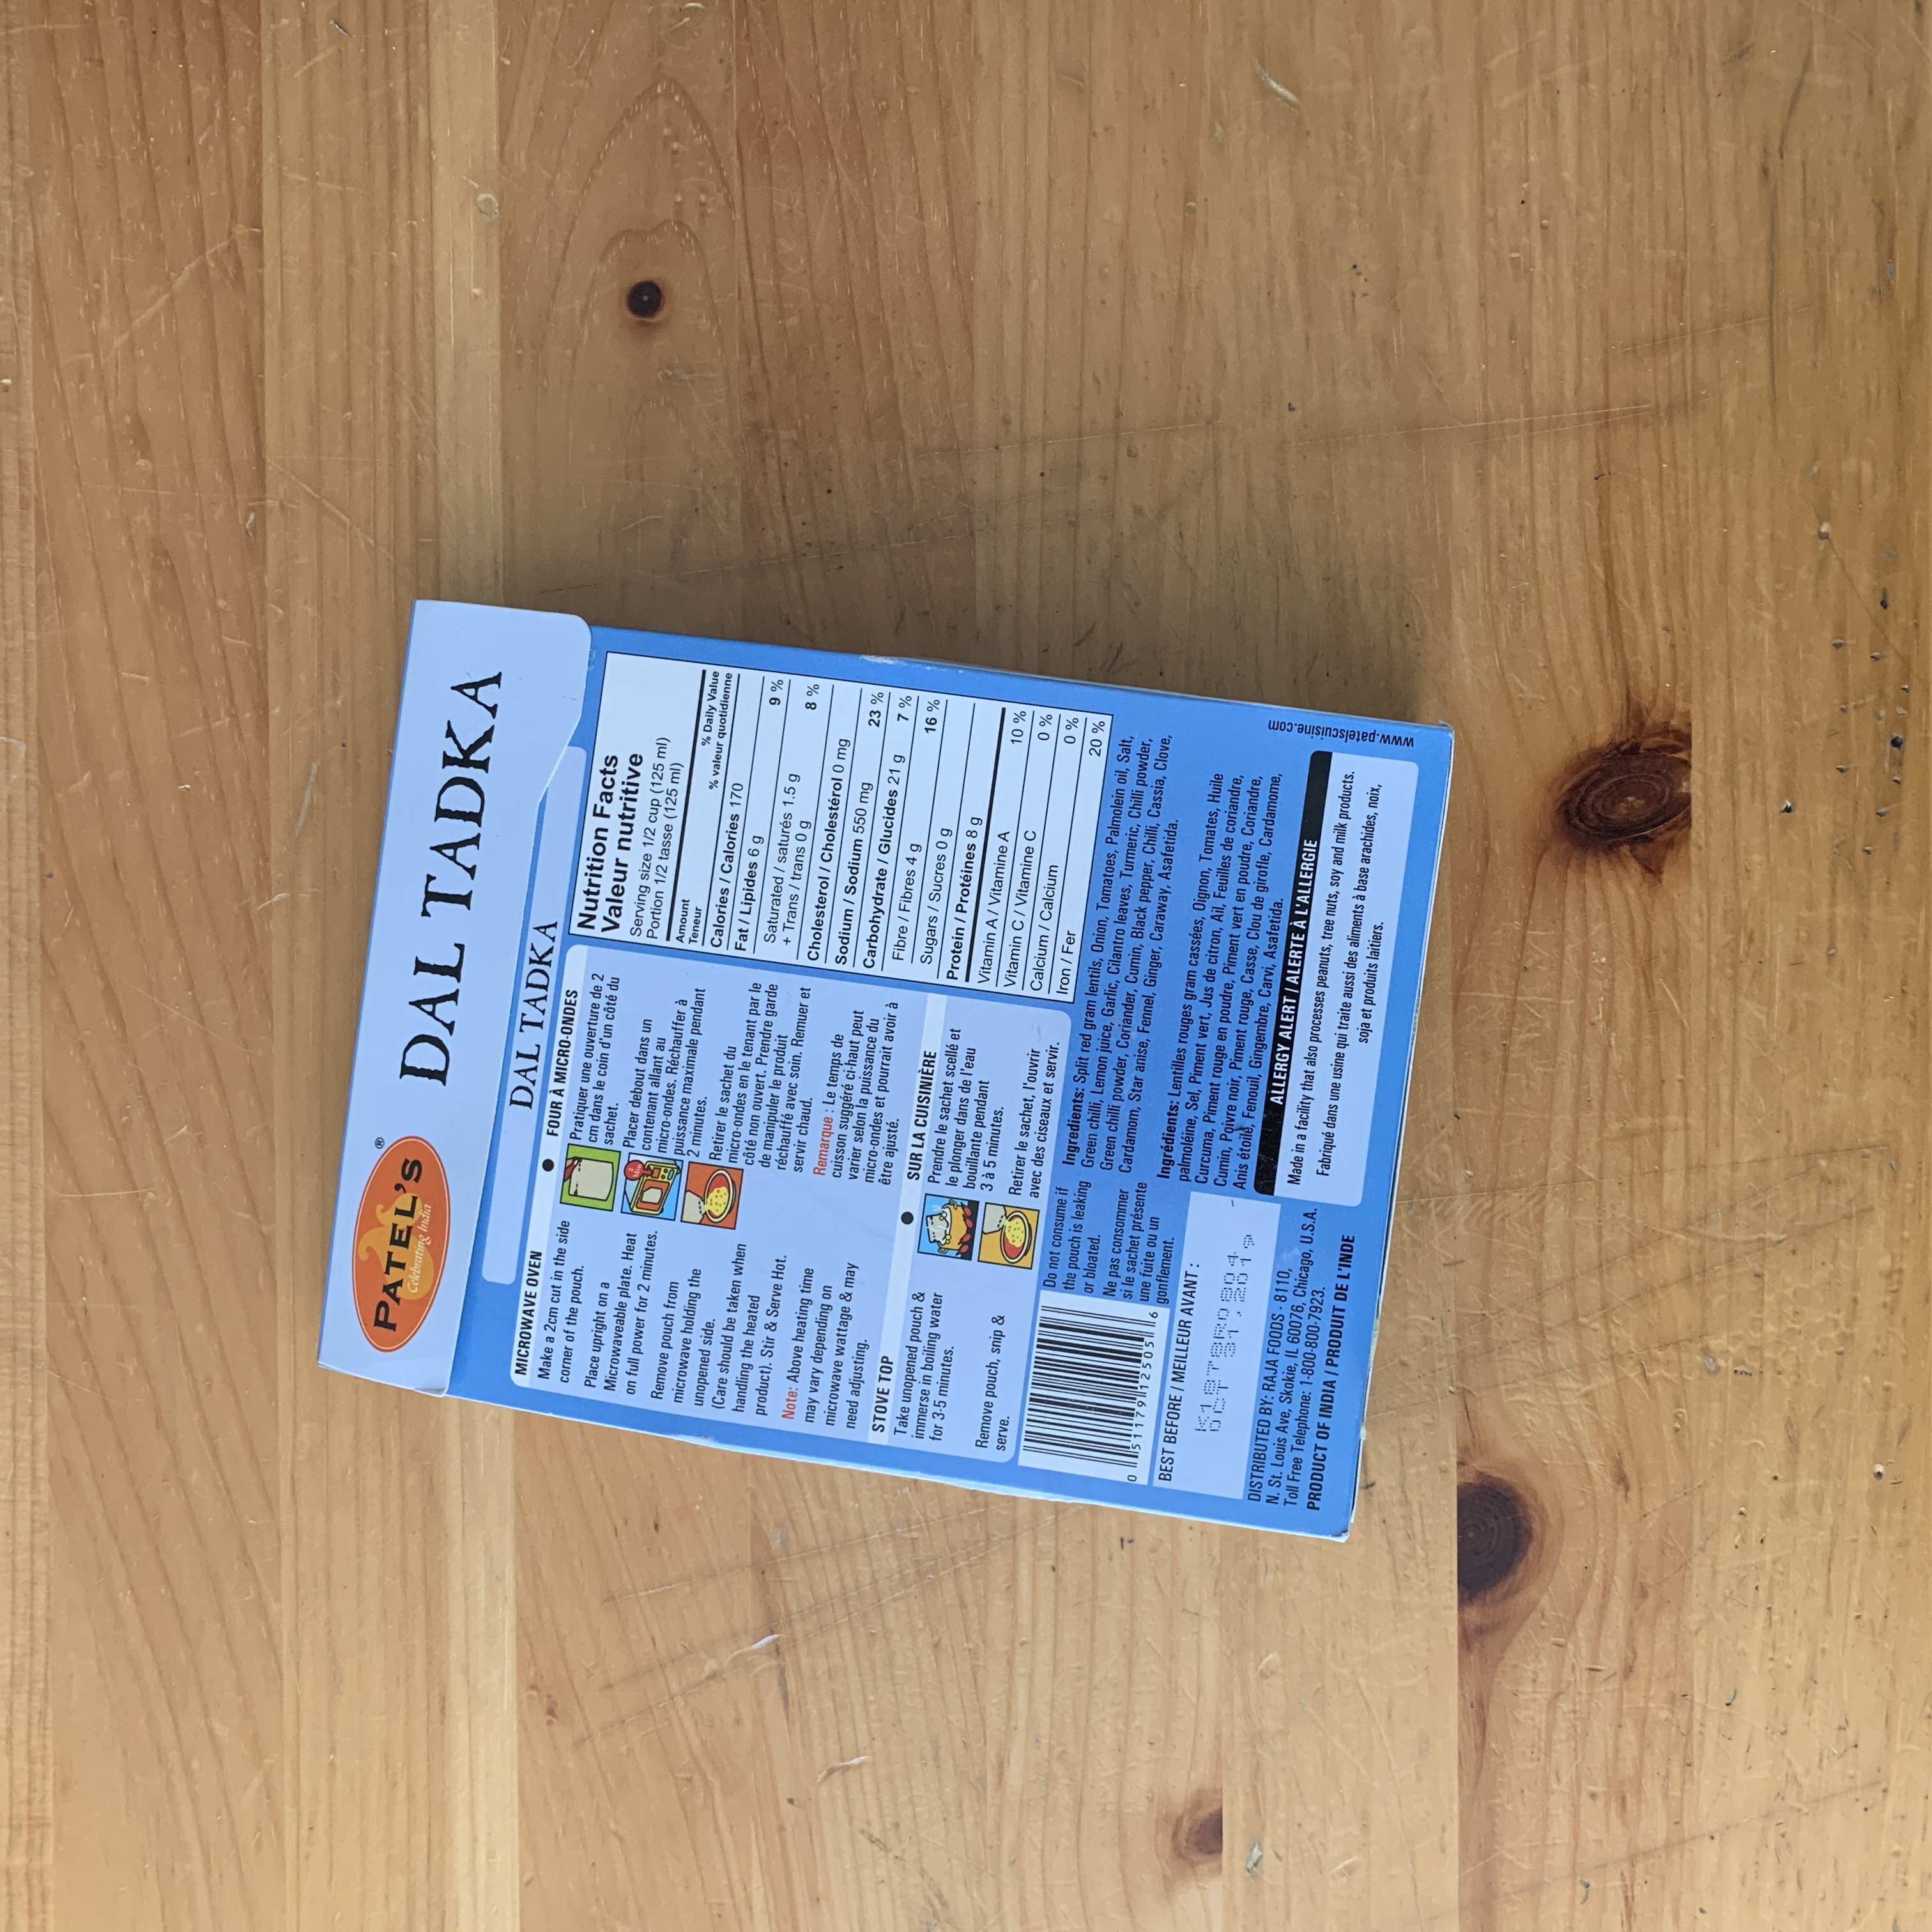 PATEL'S ®
Celebrating India
DAL TADKA
DAL TADKA
MICROWAVE OVEN
Make a 2cm cut in the side
corner of the pouch.
Place upright on a
Microwaveable plate. Heat
on full power for 2 minutes.
Remove pouch from
microwave holding the
unopened side.
(Care should be taken when
handling the heated
product). Stir & Serve Hot.
Note: Above heating time
may vary depending on
microwave wattage & may
need adjusting.
FOUR À MICRO-ONDES
Pratiquer une ouverture de 2
cm dans le coin d'un côté du
sachet.
Placer debout dans un
contenant allant au
micro-ondes. Réchauffer à
puissance maximale pendant
2 minutes.
Retirer le sachet du
micro-ondes en le tenant par le
côté non ouvert. Prendre garde
de manipuler le produit
réchauffé avec soin. Remuer et
servir chaud.
Remarque : Le temps de
cuisson suggéré ci-haut peut
varier selon la puissance du
micro-ondes et pourrait avoir à
être ajusté.
STOVE TOP
Take unopened pouch &
immerse in boiling water
for 3-5 minutes.
Remove pouch, snip &
serve.
SUR LA CUISINIÈRE
Prendre le sachet scellé et
le plonger dans de l'eau
bouillante pendant
3 à 5 minutes.
Retirer le sachet, l'ouvrir
avec des ciseaux et servir.
Nutrition Facts
Valeur nutritive
Serving size 1/2 cup (125 ml)
Portion 1/2 tasse (125 ml)
Amount % Daily Value
Teneur % valeur quotidienne
Calories / Calories 170
Fat / Lipides 6 g 9 %
Saturated / saturés 1.5 g
+ Trans / trans 0 g 8 %
Cholesterol / Cholestérol 0 mg
Sodium / Sodium 550 mg 23 %
Carbohydrate / Glucides 21 g 7 %
Fibre / Fibres 4 g 16 %
Sugars / Sucres 0 g
Protein / Protéines 8 g
Vitamin A / Vitamine A 10 %
Vitamin C / Vitamine C 0 %
Calcium / Calcium 0 %
Iron / Fer 20 %
0 51179 12505 6
Do not consume if
the pouch is leaking
or bloated.
Ne pas consommer
si le sachet présente
une fuite ou un
gonflement.
Ingredients: Split red gram lentils, Onion, Tomatoes, Palmolein oil, Salt,
Green chilli, Lemon juice, Garlic, Cilantro leaves, Turmeric, Chilli powder,
Green chilli powder, Coriander, Cumin, Black pepper, Chilli, Cassia, Clove,
Cardamom, Star anise, Fennel, Ginger, Caraway, Asafetida.
Ingrédients: Lentilles rouges gram cassées, Oignon, Tomates, Huile
palmoléine, Sel, Piment vert, Jus de citron, Ail, Feuilles de coriandre,
Curcuma, Piment rouge en poudre, Piment vert en poudre, Coriandre,
Cumin, Poivre noir, Piment rouge, Casse, Clou de girofle, Cardamome,
Anis étoilé, Fenouil, Gingembre, Carvi, Asafetida.
BEST BEFORE / MEILLEUR AVANT :
K1878R0804
OCT 31, 2019
DISTRIBUTED BY: RAJA FOODS - 8110,
N. St. Louis Ave, Skokie, IL 60076, Chicago, U.S.A.
Toll Free Telephone: 1-800-800-7923.
PRODUCT OF INDIA / PRODUIT DE L'INDE
ALLERGY ALERT / ALERTE À L'ALLERGIE
Made in a facility that also processes peanuts, tree nuts, soy and milk products.
Fabriqué dans une usine qui traite aussi des aliments à base arachides, noix,
soja et produits laitiers.
www.patelscuisine.com